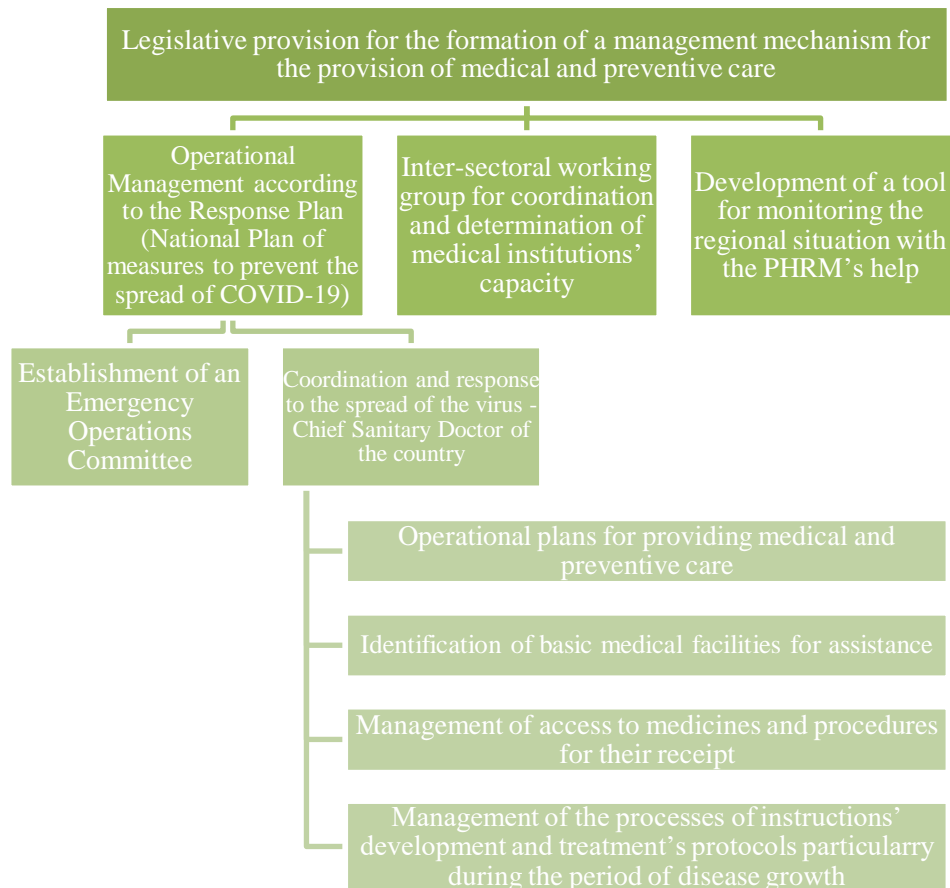 Legislative provision for the formation of a management mechanism for
the provision of medical and preventive care
Operational
Management according
to the Response Plan
(National Plan of
measures to prevent the
spread of COVID-19)
Inter-sectoral working
group for coordination
and determination of
medical institutions’
capacity
Development of a tool
for monitoring the
regional situation with
the PHRM’s help
Establishment of an
Emergency
Operations
Committee
Coordination and response
to the spread of the virus -
Chief Sanitary Doctor of
the country
Operational plans for providing medical and
preventive care
Identification of basic medical facilities for assistance
Management of access to medicines and procedures
for their receipt
Management of the processes of instructions’
development and treatment’s protocols particularry
during the period of disease growth